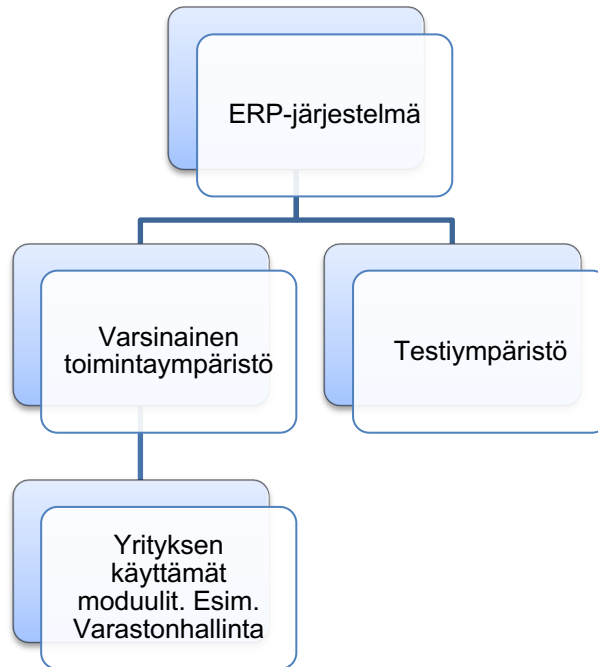 ERP-järjestelmä
Varsinainen
toimintaympäristö
Testiympäristö
Yrityksen
käyttämät
moduulit. Esim.
Varastonhallinta